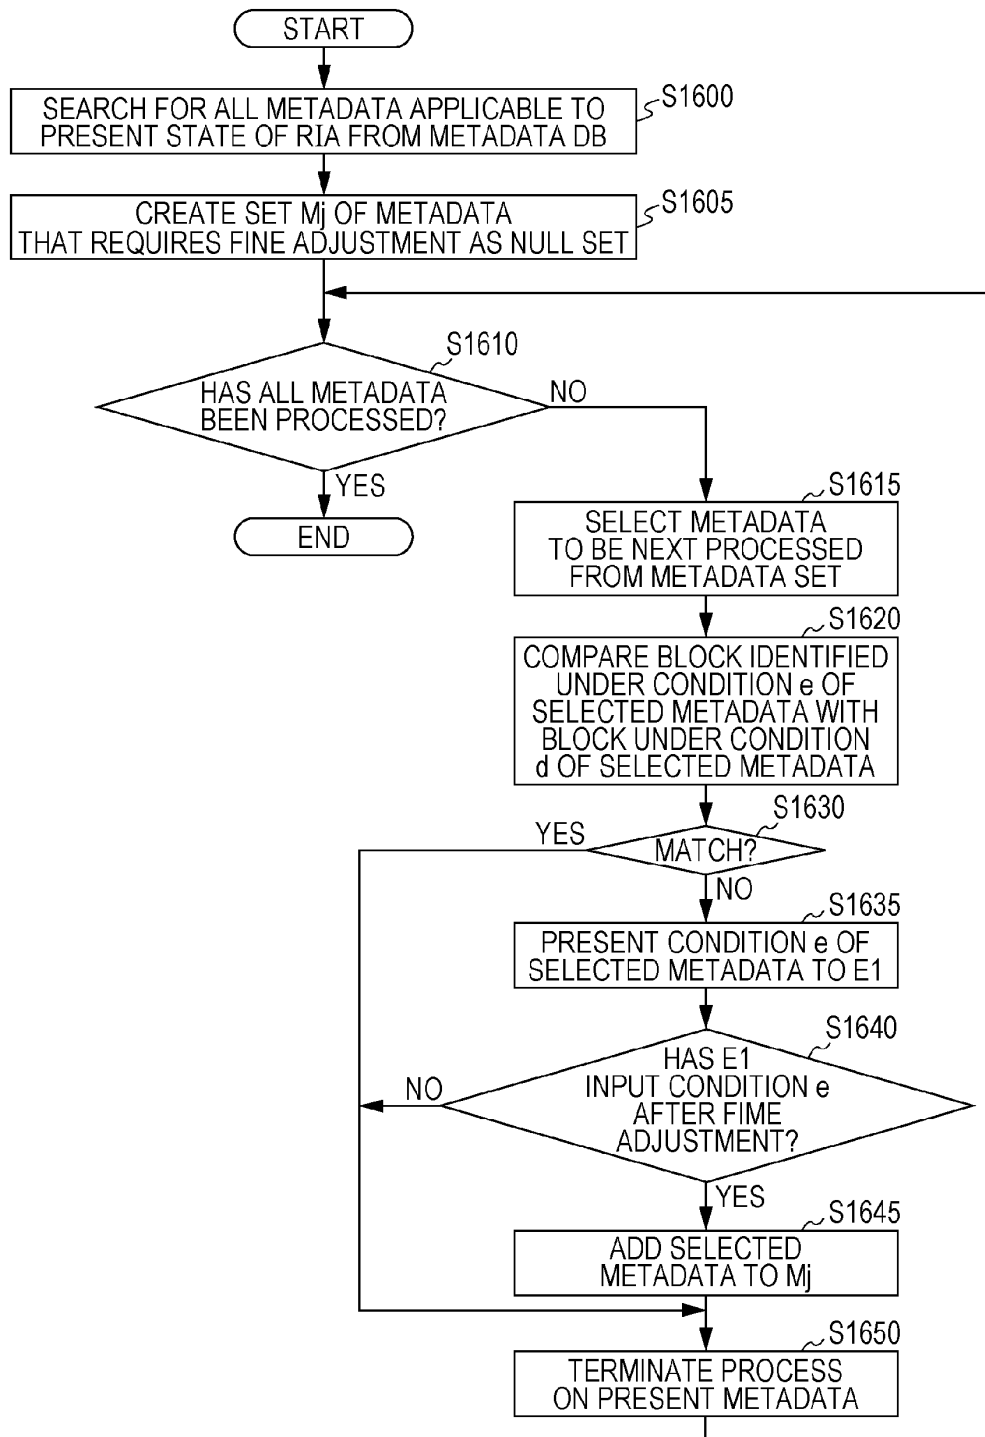 START
S1600
SEARCH FOR ALL METADATA APPLICABLE TO
PRESENT STATE OF RIA FROM METADATA DB
S1605
CREATE SET Mj OF METADATA
THAT REQUIRES FINE ADJUSTMENT AS NULL SET
S1610
HAS ALL METADATA
BEEN PROCESSED?
NO
YES
END
S1615
SELECT METADATA
TO BE NEXT PROCESSED
FROM METADATA SET
S1620
COMPARE BLOCK IDENTIFIED
UNDER CONDITION e OF
SELECTED METADATA WITH
BLOCK UNDER CONDITION
d OF SELECTED METADATA
S1630
YES
MATCH?
NO
S1635
PRESENT CONDITION e OF
SELECTED METADATA TO E1
S1640
HAS E1
INPUT CONDITION e
AFTER FIME
ADJUSTMENT?
NO
YES
S1645
ADD SELECTED
METADATA TO Mj
S1650
TERMINATE PROCESS
ON PRESENT METADATA